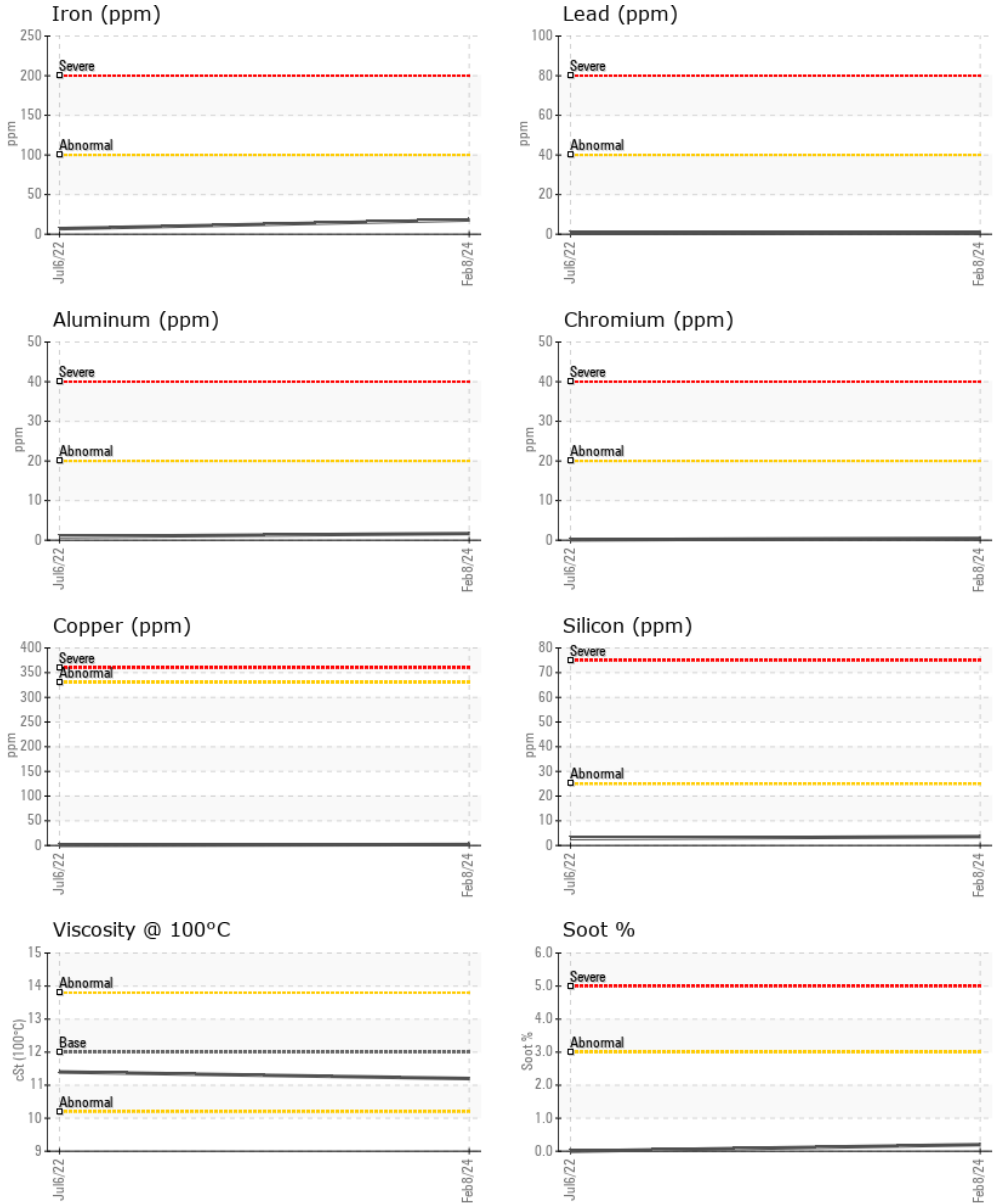 Iron (ppm)
250
200
150
100
50
0
ppm
Severe
Abnormal
Jul6/22
Feb8/24
Lead (ppm)
100
80
60
40
20
0
ppm
Severe
Abnormal
Jul6/22
Feb8/24
Aluminum (ppm)
50
40
30
20
10
0
ppm
Severe
Abnormal
Jul6/22
Feb8/24
Chromium (ppm)
50
40
30
20
10
0
ppm
Severe
Abnormal
Jul6/22
Feb8/24
Copper (ppm)
400
350
300
250
200
150
100
50
0
ppm
Severe
Abnormal
Jul6/22
Feb8/24
Silicon (ppm)
80
70
60
50
40
30
20
10
0
ppm
Severe
Abnormal
Jul6/22
Feb8/24
Viscosity @ 100°C
15
14
13
12
11
10
9
cSt (100°C)
Abnormal
Base
Abnormal
Jul6/22
Feb8/24
Soot %
6.0
5.0
4.0
3.0
2.0
1.0
0.0
Soot %
Severe
Abnormal
Jul6/22
Feb8/24